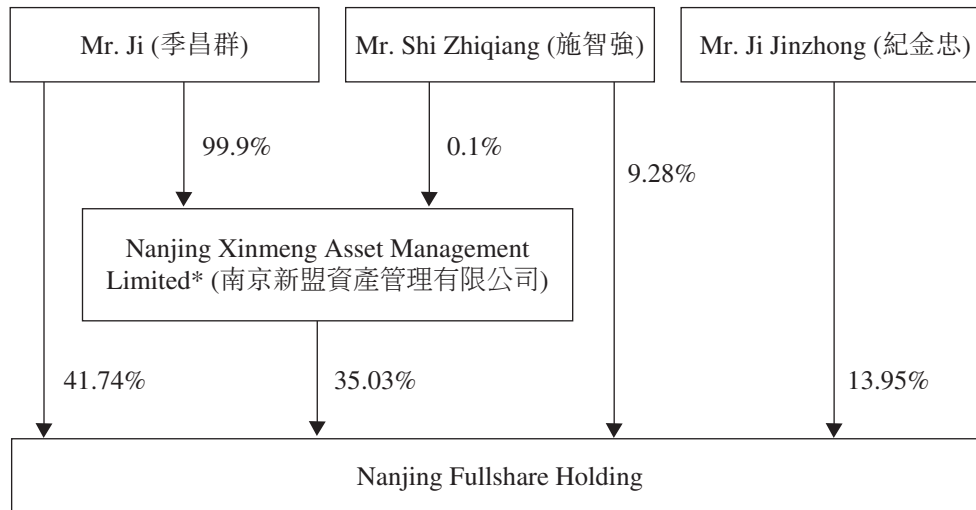 Mr. Ji (季昌群)
Mr. Shi Zhiqiang (施智強)
Mr. Ji Jinzhong (紀金忠)
99.9%
0.1%
9.28%
Nanjing Xinmeng Asset Management
Limited* (南京新盟資產管理有限公司)
41.74%
35.03%
13.95%
Nanjing Fullshare Holding